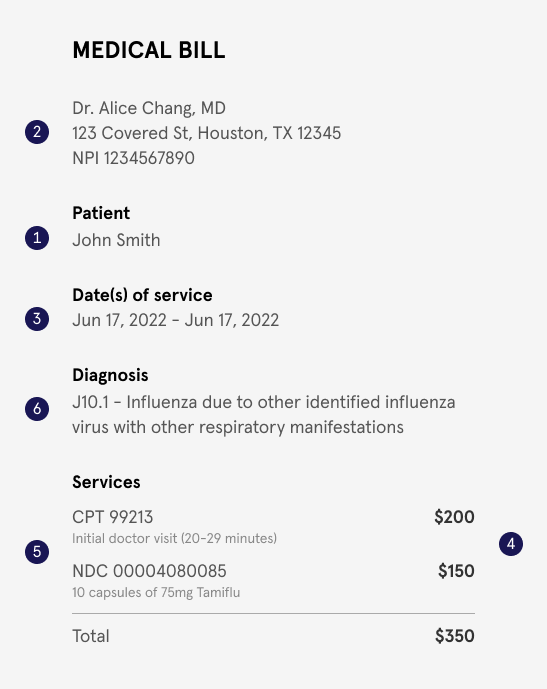 MEDICAL BILL
2
Dr. Alice Chang, MD
123 Covered St, Houston, TX 12345
NPI 1234567890
Patient
1
John Smith
Date(s) of service
3
Jun 17, 2022 - Jun 17, 2022
Diagnosis
6
J10.1 - Influenza due to other identified influenza
virus with other respiratory manifestations
Services
CPT 99213 $200
Initial doctor visit (20-29 minutes)
5
4
NDC 00004080085 $150
10 capsules of 75mg Tamiflu
Total $350